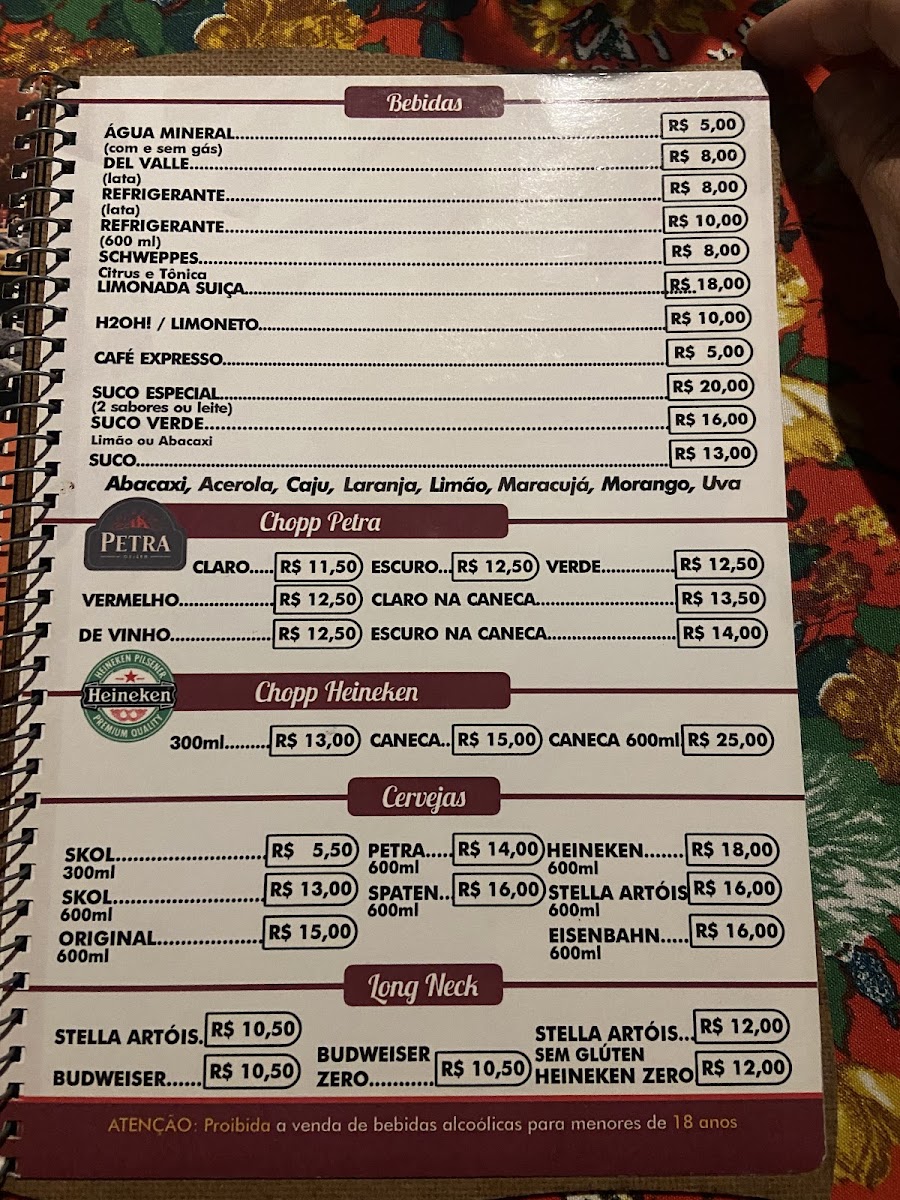 Bebidas
ÁGUA MINERAL R$ 5,00
(com e sem gás)
DEL VALLE R$ 8,00
(lata)
REFRIGERANTE R$ 8,00
(lata)
REFRIGERANTE R$ 10,00
(600 ml)
SCHWEPPES R$ 8,00
Citrus e Tônica
LIMONADA SUIÇA R$ 18,00
H2OH! / LIMONETO R$ 10,00
CAFÉ EXPRESSO R$ 5,00
SUCO ESPECIAL R$ 20,00
(2 sabores ou leite)
SUCO VERDE R$ 16,00
Limão ou Abacaxi
SUCO R$ 13,00
Abacaxi, Acerola, Caju, Laranja, Limão, Maracujá, Morango, Uva
PETRA
Chopp Petra
CLARO..... R$ 11,50 ESCURO... R$ 12,50 VERDE R$ 12,50
VERMELHO R$ 12,50 CLARO NA CANECA R$ 13,50
DE VINHO R$ 12,50 ESCURO NA CANECA R$ 14,00
HEINEKEN PILSENER
Heineken
PREMIUM QUALITY
Chopp Heineken
300ml R$ 13,00 CANECA.. R$ 15,00 CANECA 600ml R$ 25,00
Cervejas
SKOL R$ 5,50 PETRA..... R$ 14,00 HEINEKEN....... R$ 18,00
300ml 600ml 600ml
SKOL R$ 13,00 SPATEN... R$ 16,00 STELLA ARTÓIS R$ 16,00
600ml 600ml 600ml
ORIGINAL R$ 15,00 EISENBAHN..... R$ 16,00
600ml 600ml
Long Neck
STELLA ARTÓIS. R$ 10,50 STELLA ARTÓIS... R$ 12,00
SEM GLÚTEN
BUDWEISER...... R$ 10,50 BUDWEISER
ZERO R$ 10,50 HEINEKEN ZERO R$ 12,00
ATENÇÃO: Proibida a venda de bebidas alcoólicas para menores de 18 anos